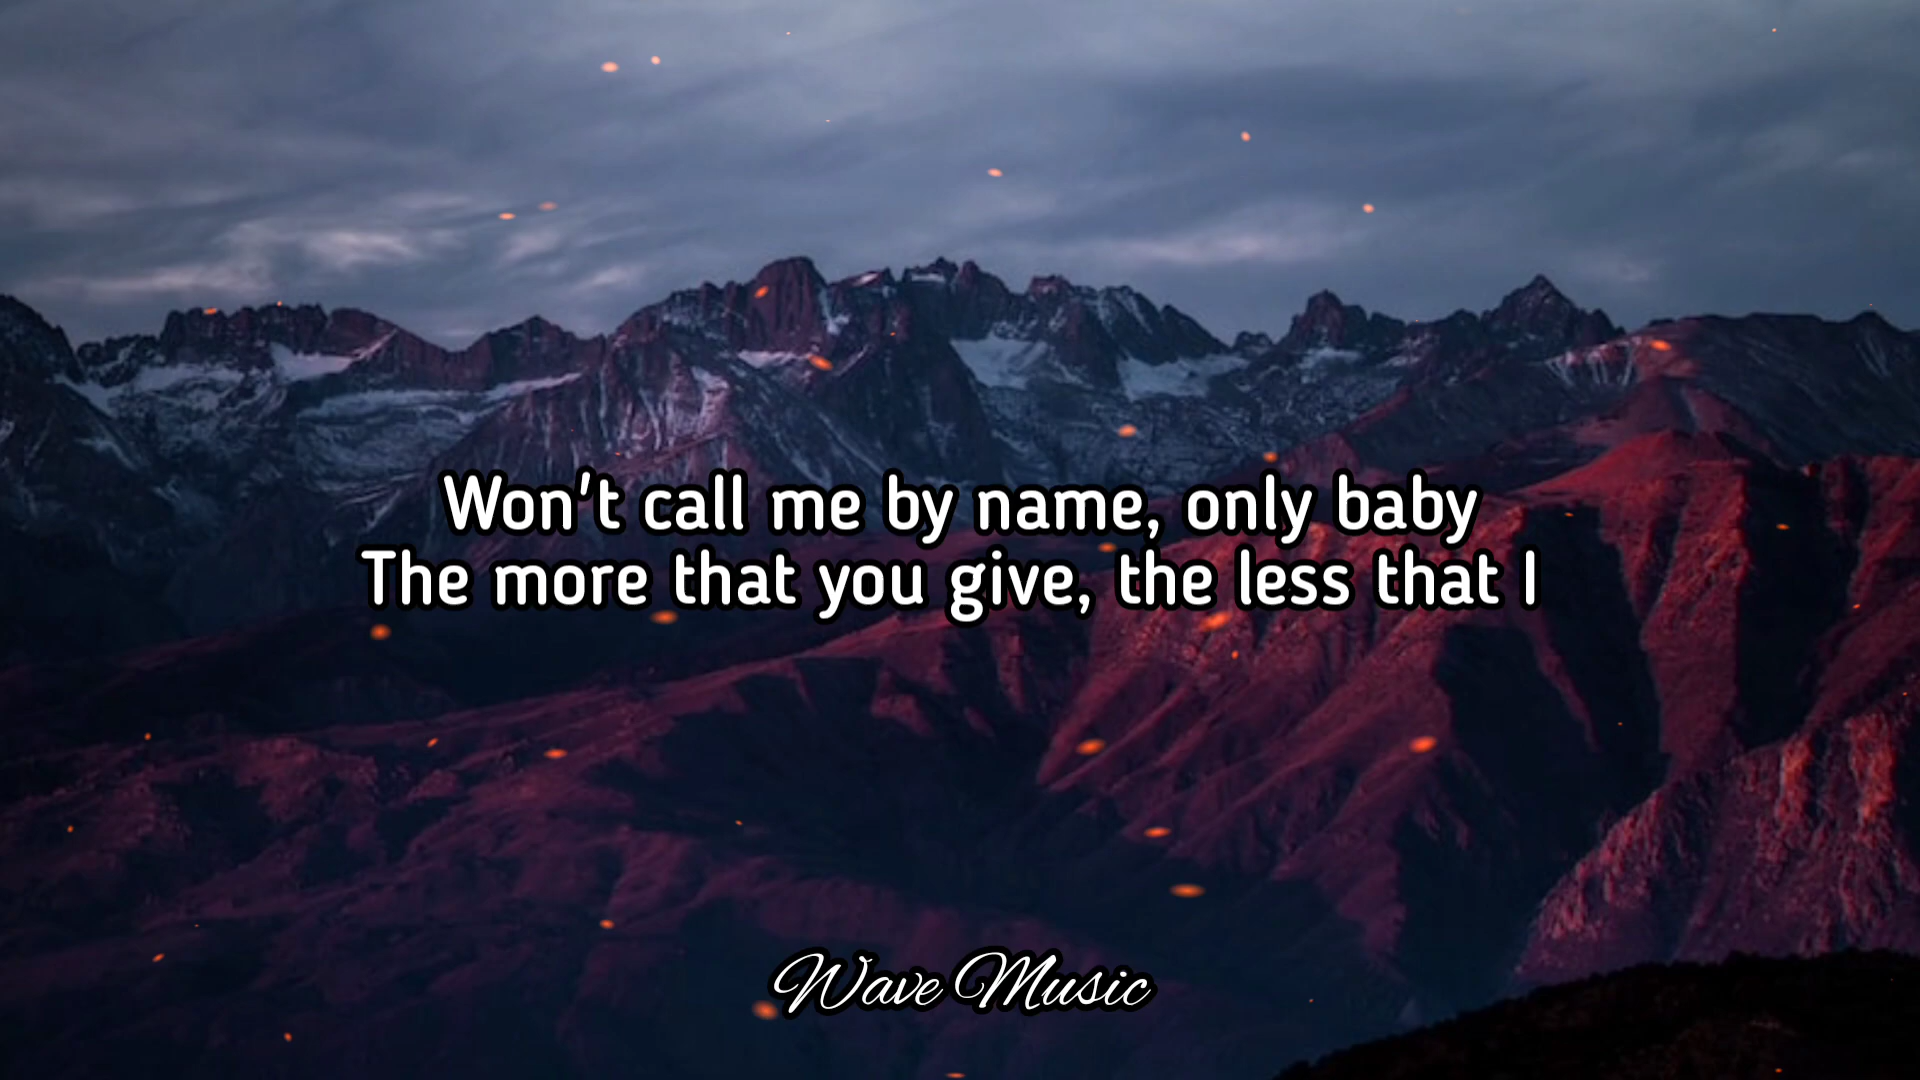 Won't call me by name, only baby
The more that you give, the less that I
Wave Music